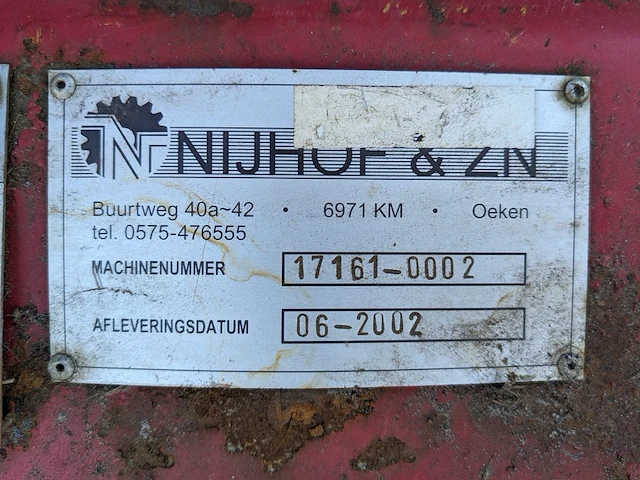 N NIJHOF & ZN
Buurtweg 40a~42 • 6971 KM • Oeken
tel. 0575-476555
MACHINENUMMER 17161-0002
AFLEVERINGSDATUM 06-2002